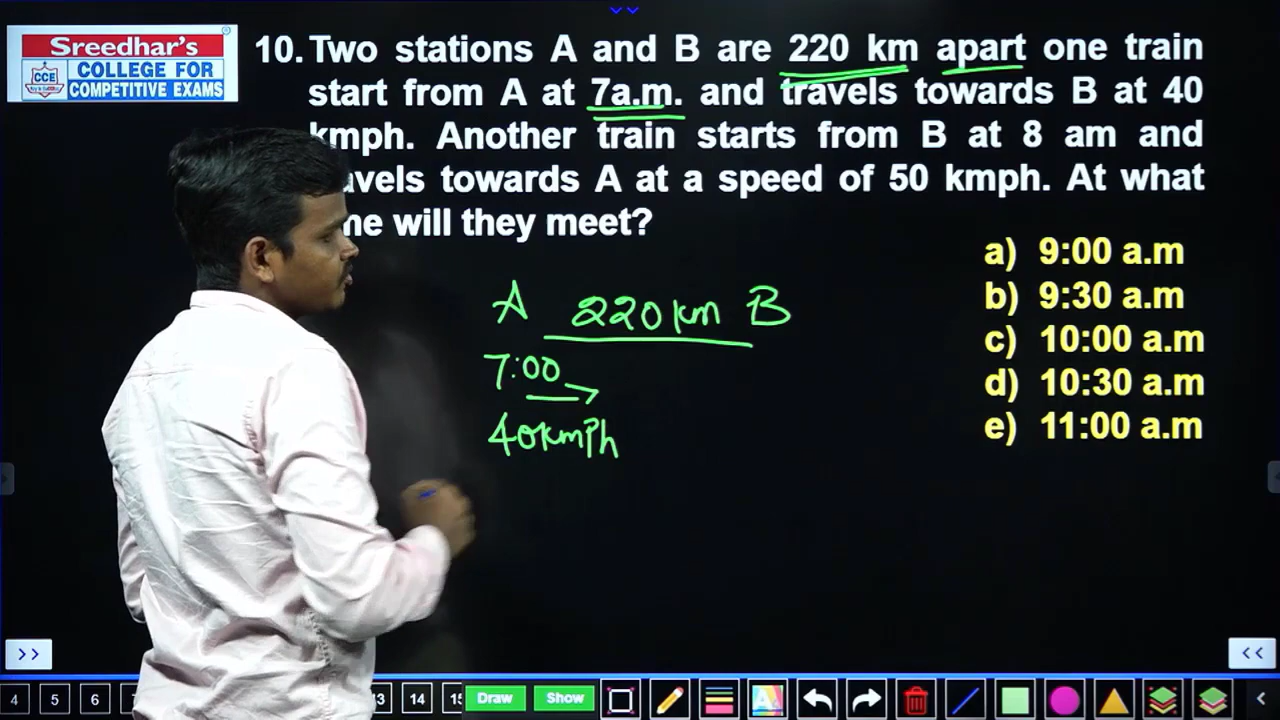 Sreedhar's
CCE
COLLEGE FOR
COMPETITIVE EXAMS
10. Two stations A and B are 220 km apart one train
start from A at 7a.m. and travels towards B at 40
kmph. Another train starts from B at 8 am and
avels towards A at a speed of 50 kmph. At what
me will they meet?
a) 9:00 a.m
b) 9:30 a.m
c) 10:00 a.m
d) 10:30 a.m
e) 11:00 a.m
A 220 km B
7:00
40kmph
>>
<<
4 5 6 13 14 15 Draw Show A